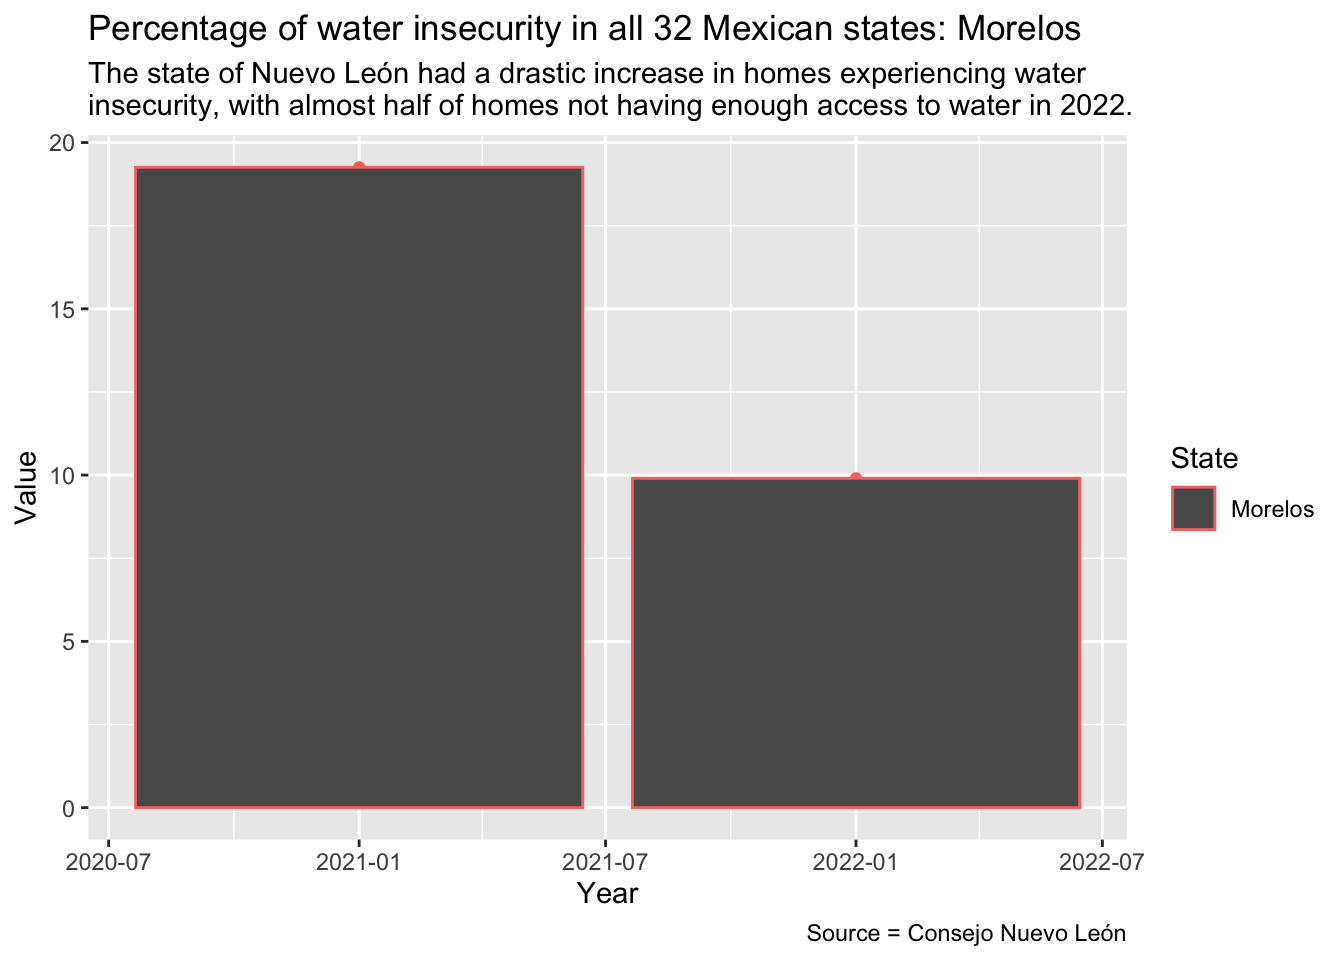 Percentage of water insecurity in all 32 Mexican states: Morelos
The state of Nuevo León had a drastic increase in homes experiencing water
insecurity, with almost half of homes not having enough access to water in 2022.
20
15
10
5
0
Value
2020-07
2021-01
2021-07
2022-01
2022-07
Year
State
Morelos
Source = Consejo Nuevo León